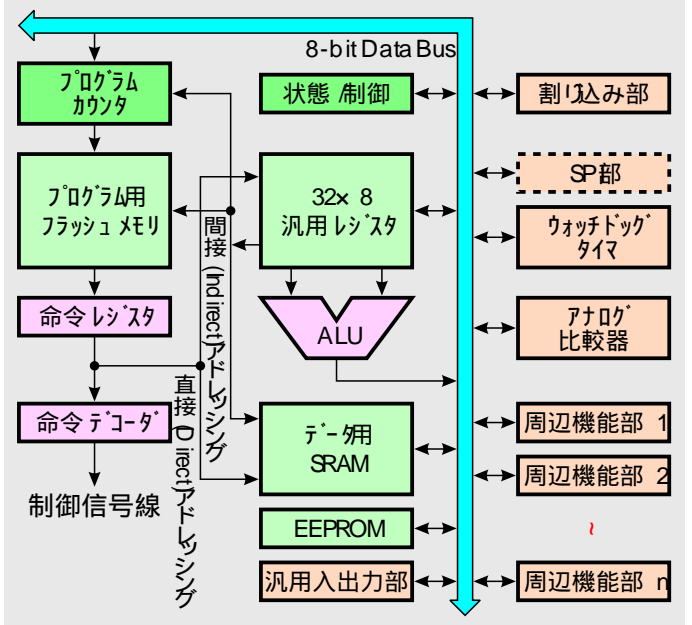 8-bit Data Bus
プログラム
カウンタ
状態/制御
割り込み部
プログラム用
フラッシュ メモリ
32×8
汎用レジスタ
SPI部
ウォッチドッグ
タイマ
間接(Indirect)アドレッシング
命令レジスタ
ALU
アナログ
比較器
直接(Direct)アドレッシング
命令デコーダ
データ用
SRAM
周辺機能部 1
周辺機能部 2
制御信号線
EEPROM
~
汎用入出力部
周辺機能部 n